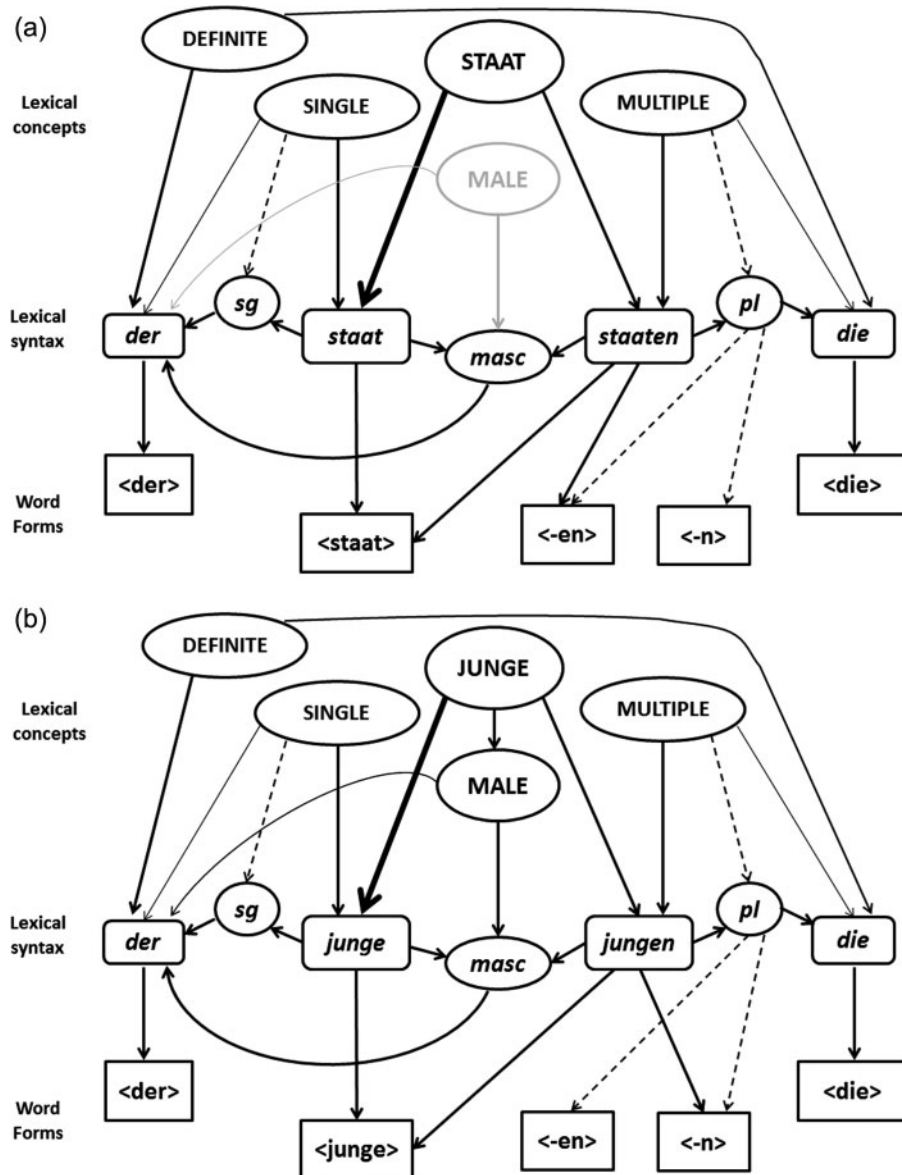 (a)
DEFINITE
STAAT
Lexical
concepts
SINGLE
MULTIPLE
MALE
Lexical
syntax
der
sg
staat
masc
staaten
pl
die
Word
Forms
<der>
<staat>
<-en>
<-n>
<die>
(b)
DEFINITE
JUNGE
Lexical
concepts
SINGLE
MULTIPLE
MALE
Lexical
syntax
der
sg
junge
masc
jungen
pl
die
Word
Forms
<der>
<junge>
<-en>
<-n>
<die>